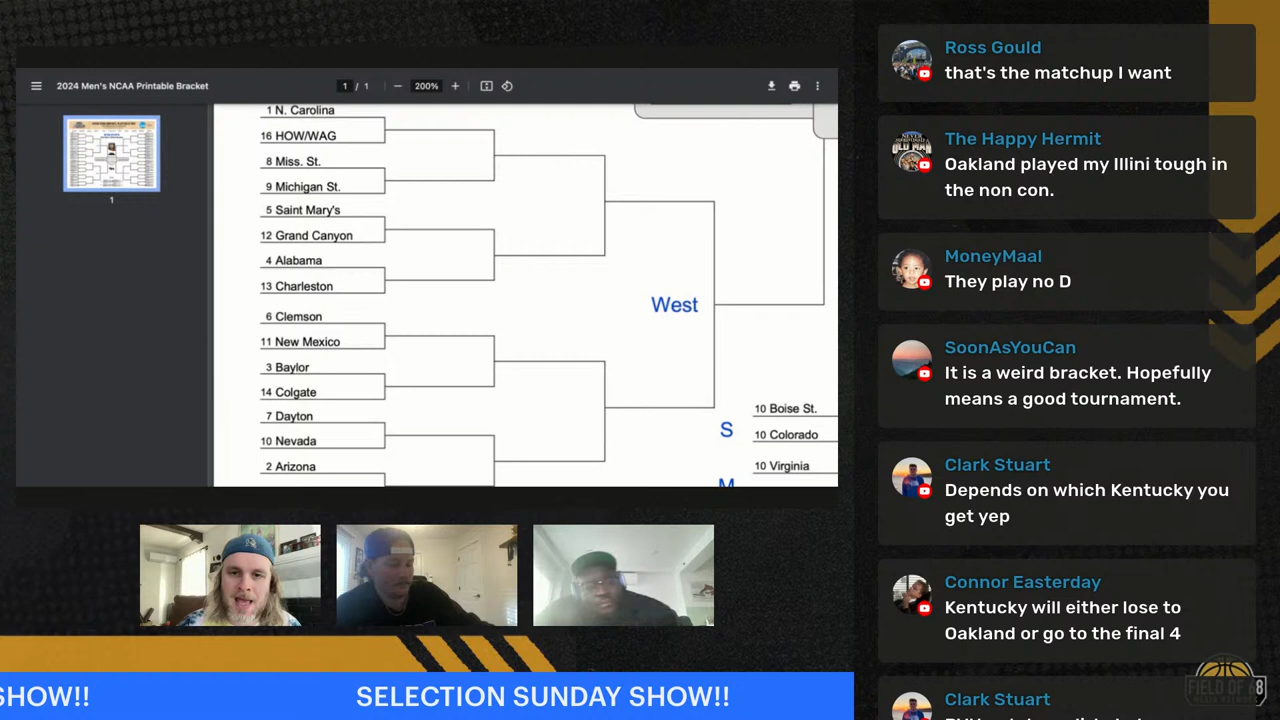 2024 Men's NCAA Printable Bracket
1 / 1
200%
1
1 N. Carolina
16 HOW/WAG
8 Miss. St.
9 Michigan St.
5 Saint Mary's
12 Grand Canyon
4 Alabama
13 Charleston
6 Clemson
11 New Mexico
3 Baylor
14 Colgate
7 Dayton
10 Nevada
2 Arizona
West
S
10 Boise St.
10 Colorado
10 Virginia
Ross Gould
that's the matchup I want
The Happy Hermit
Oakland played my Illini tough in
the non con.
MoneyMaal
They play no D
SoonAsYouCan
It is a weird bracket. Hopefully
means a good tournament.
Clark Stuart
Depends on which Kentucky you
get yep
Connor Easterday
Kentucky will either lose to
Oakland or go to the final 4
Clark Stuart
SHOW!!
SELECTION SUNDAY SHOW!!
FIELD OF 68